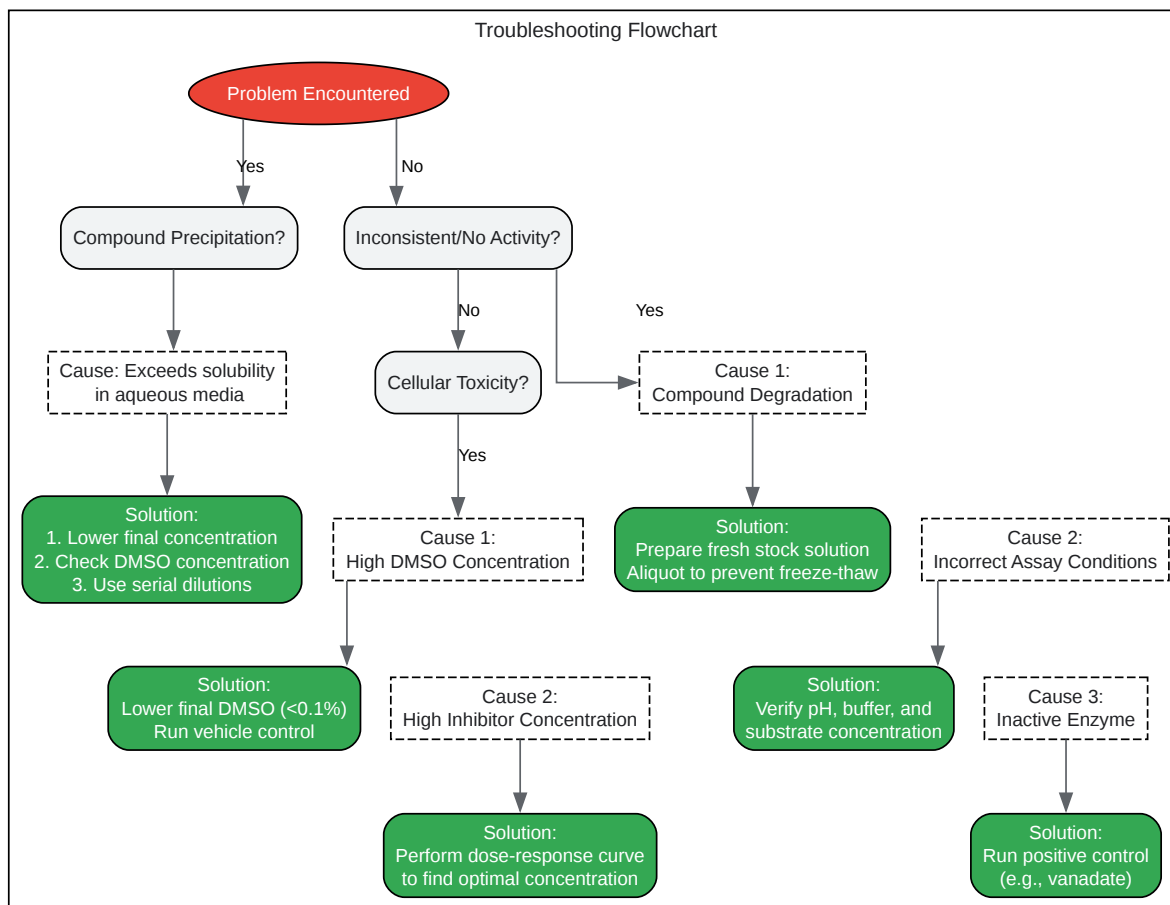 Troubleshooting Flowchart
Problem Encountered
Yes
No
Compound Precipitation?
Inconsistent/No Activity?
No
Yes
Cause: Exceeds solubility
in aqueous media
Cellular Toxicity?
Cause 1:
Compound Degradation
Yes
Solution:
1. Lower final concentration
2. Check DMSO concentration
3. Use serial dilutions
Cause 1:
High DMSO Concentration
Solution:
Prepare fresh stock solution
Aliquot to prevent freeze-thaw
Cause 2:
Incorrect Assay Conditions
Solution:
Lower final DMSO (<0.1%)
Run vehicle control
Cause 2:
High Inhibitor Concentration
Solution:
Verify pH, buffer, and
substrate concentration
Cause 3:
Inactive Enzyme
Solution:
Perform dose-response curve
to find optimal concentration
Solution:
Run positive control
(e.g., vanadate)